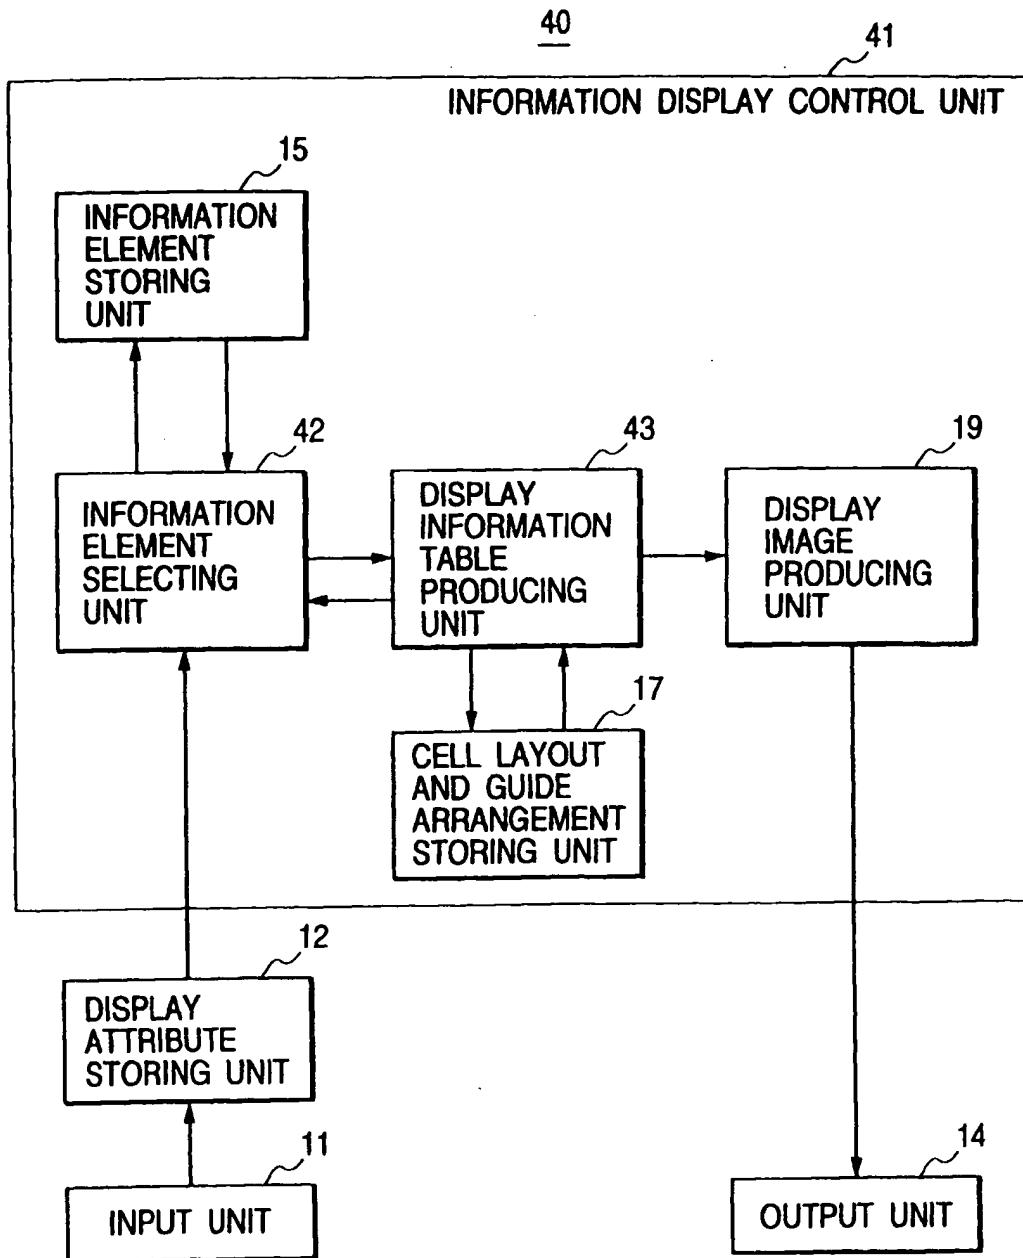 40
41
INFORMATION DISPLAY CONTROL UNIT
15
INFORMATION
ELEMENT
STORING
UNIT
42
INFORMATION
ELEMENT
SELECTING
UNIT
43
DISPLAY
INFORMATION
TABLE
PRODUCING
UNIT
19
DISPLAY
IMAGE
PRODUCING
UNIT
17
CELL LAYOUT
AND GUIDE
ARRANGEMENT
STORING UNIT
12
DISPLAY
ATTRIBUTE
STORING UNIT
11
INPUT UNIT
14
OUTPUT UNIT